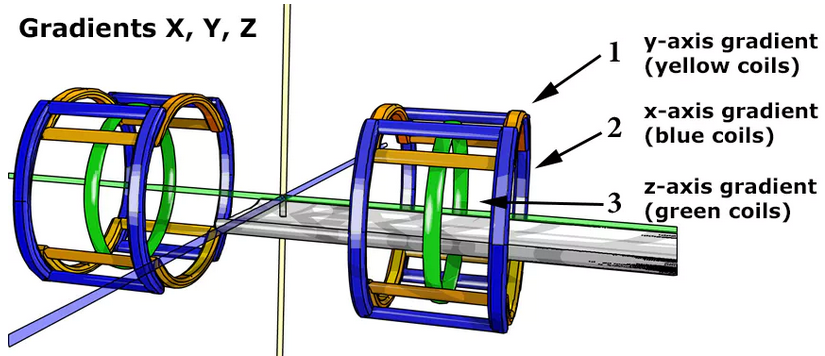 Gradients X, Y, Z
1 y-axis gradient
(yellow coils)
2 x-axis gradient
(blue coils)
3 z-axis gradient
(green coils)